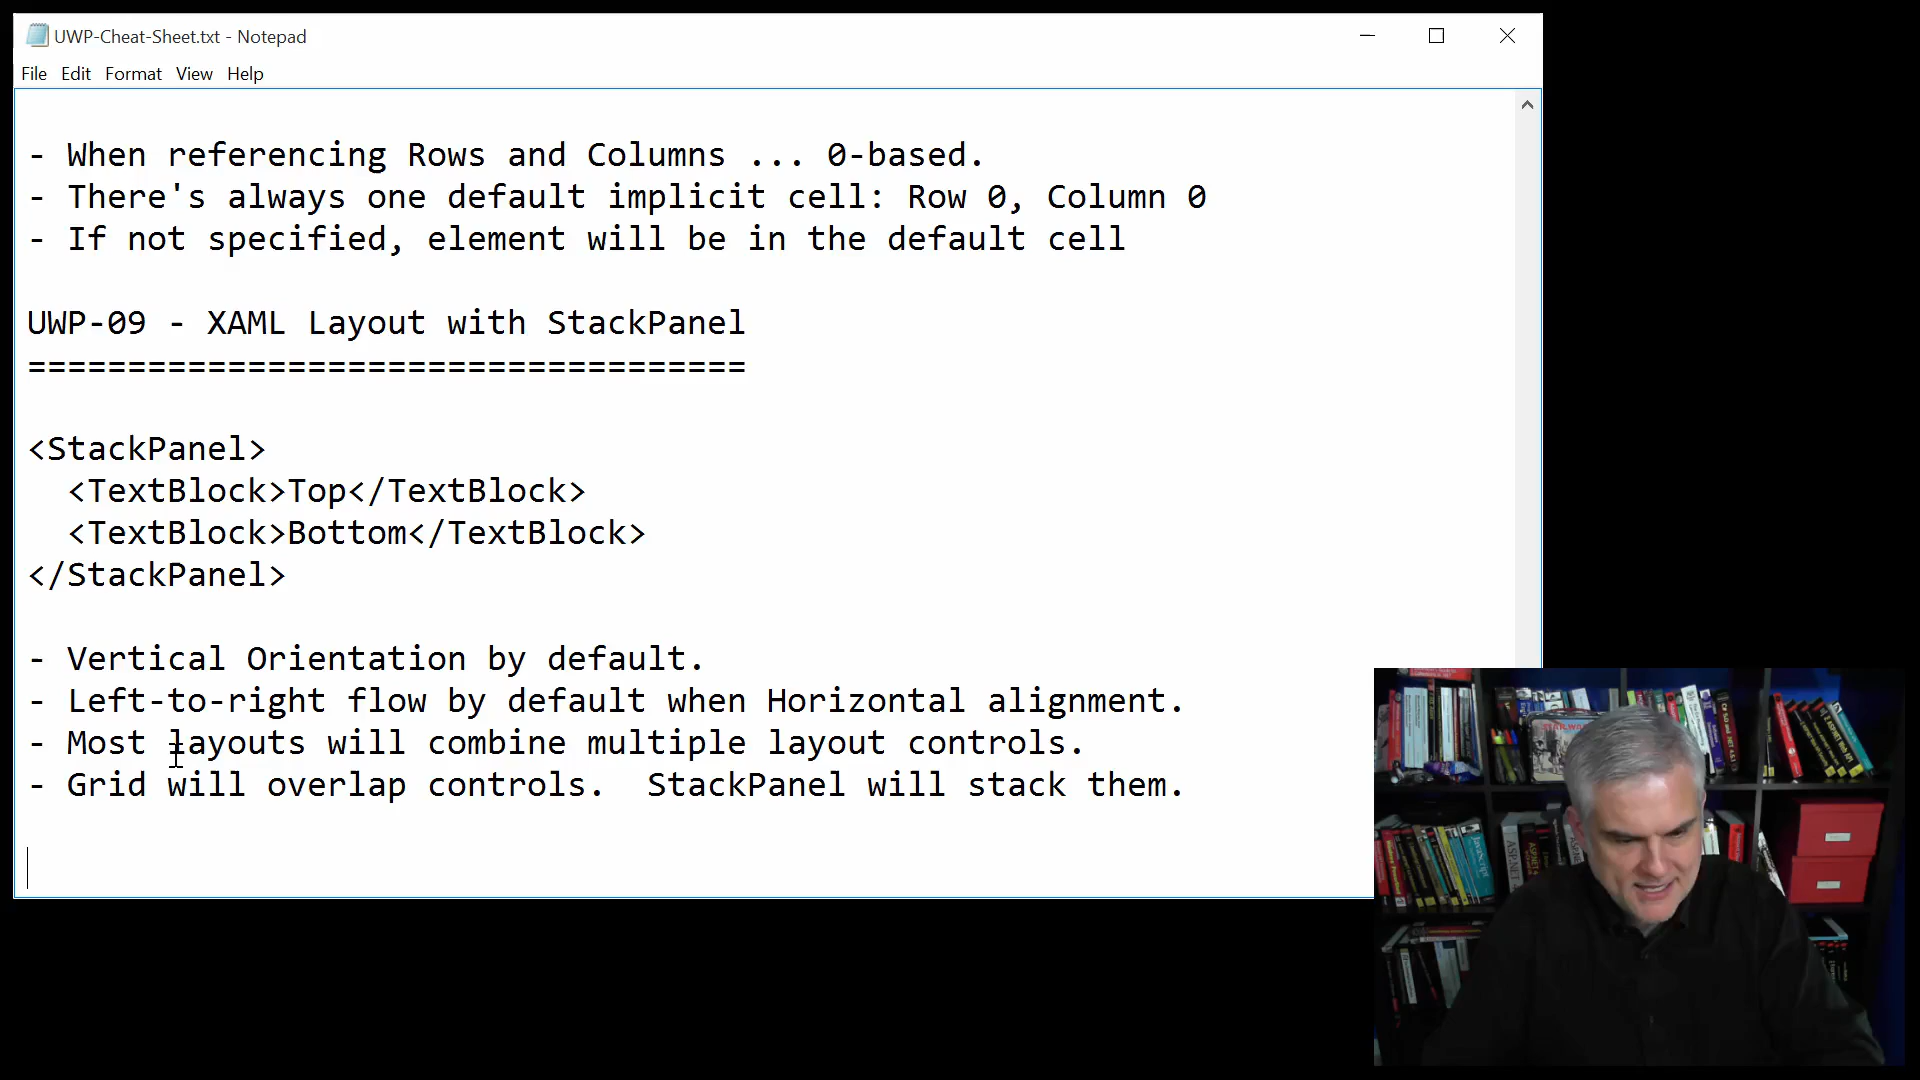 UWP-Cheat-Sheet.txt - Notepad
File Edit Format View Help
- When referencing Rows and Columns ... 0-based.
- There's always one default implicit cell: Row 0, Column 0
- If not specified, element will be in the default cell
UWP-09 - XAML Layout with StackPanel
====================================
<StackPanel>
  <TextBlock>Top</TextBlock>
  <TextBlock>Bottom</TextBlock>
</StackPanel>
- Vertical Orientation by default.
- Left-to-right flow by default when Horizontal alignment.
- Most layouts will combine multiple layout controls.
- Grid will overlap controls.  StackPanel will stack them.